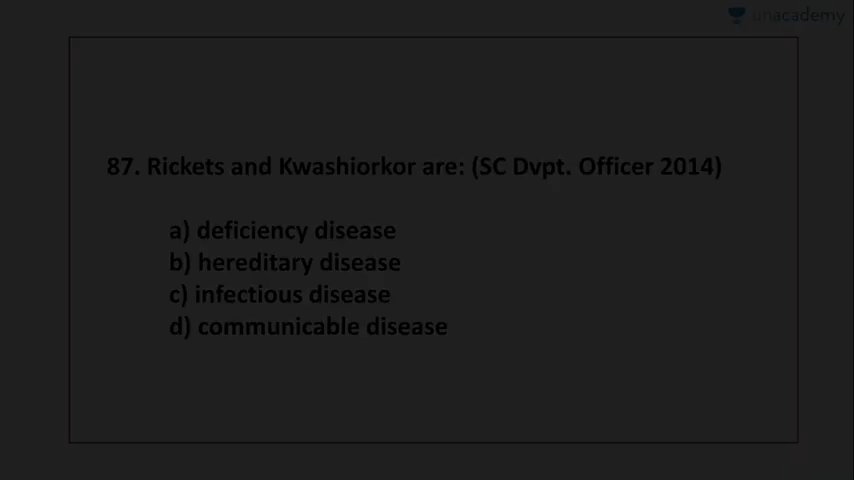 unacademy
87. Rickets and Kwashiorkor are: (SC Dvpt. Officer 2014)
a) deficiency disease
b) hereditary disease
c) infectious disease
d) communicable disease